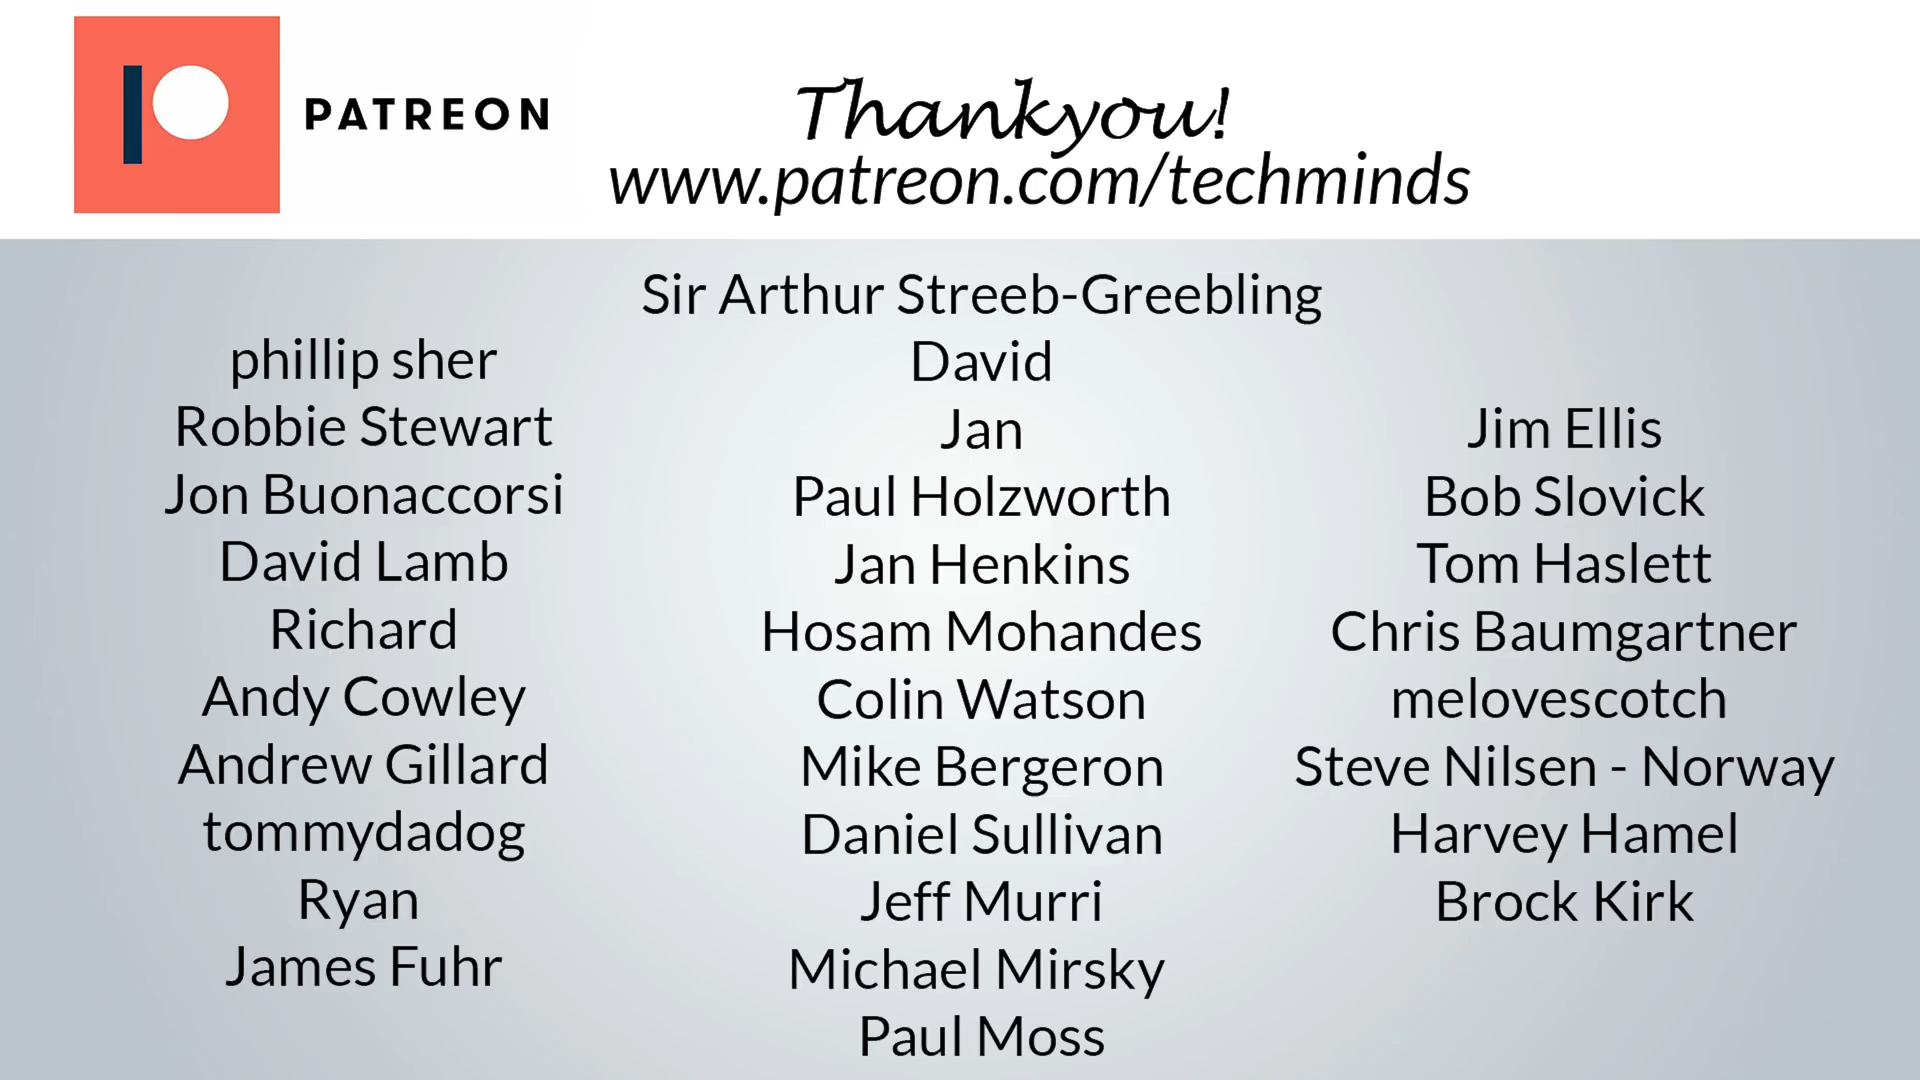 PATREON
Thankyou!
www.patreon.com/techminds
phillip sher
Robbie Stewart
Jon Buonaccorsi
David Lamb
Richard
Andy Cowley
Andrew Gillard
tommydadog
Ryan
James Fuhr
Sir Arthur Streeb-Greebling
David
Jan
Paul Holzworth
Jan Henkins
Hosam Mohandes
Colin Watson
Mike Bergeron
Daniel Sullivan
Jeff Murri
Michael Mirsky
Paul Moss
Jim Ellis
Bob Slovick
Tom Haslett
Chris Baumgartner
melovescotch
Steve Nilsen - Norway
Harvey Hamel
Brock Kirk